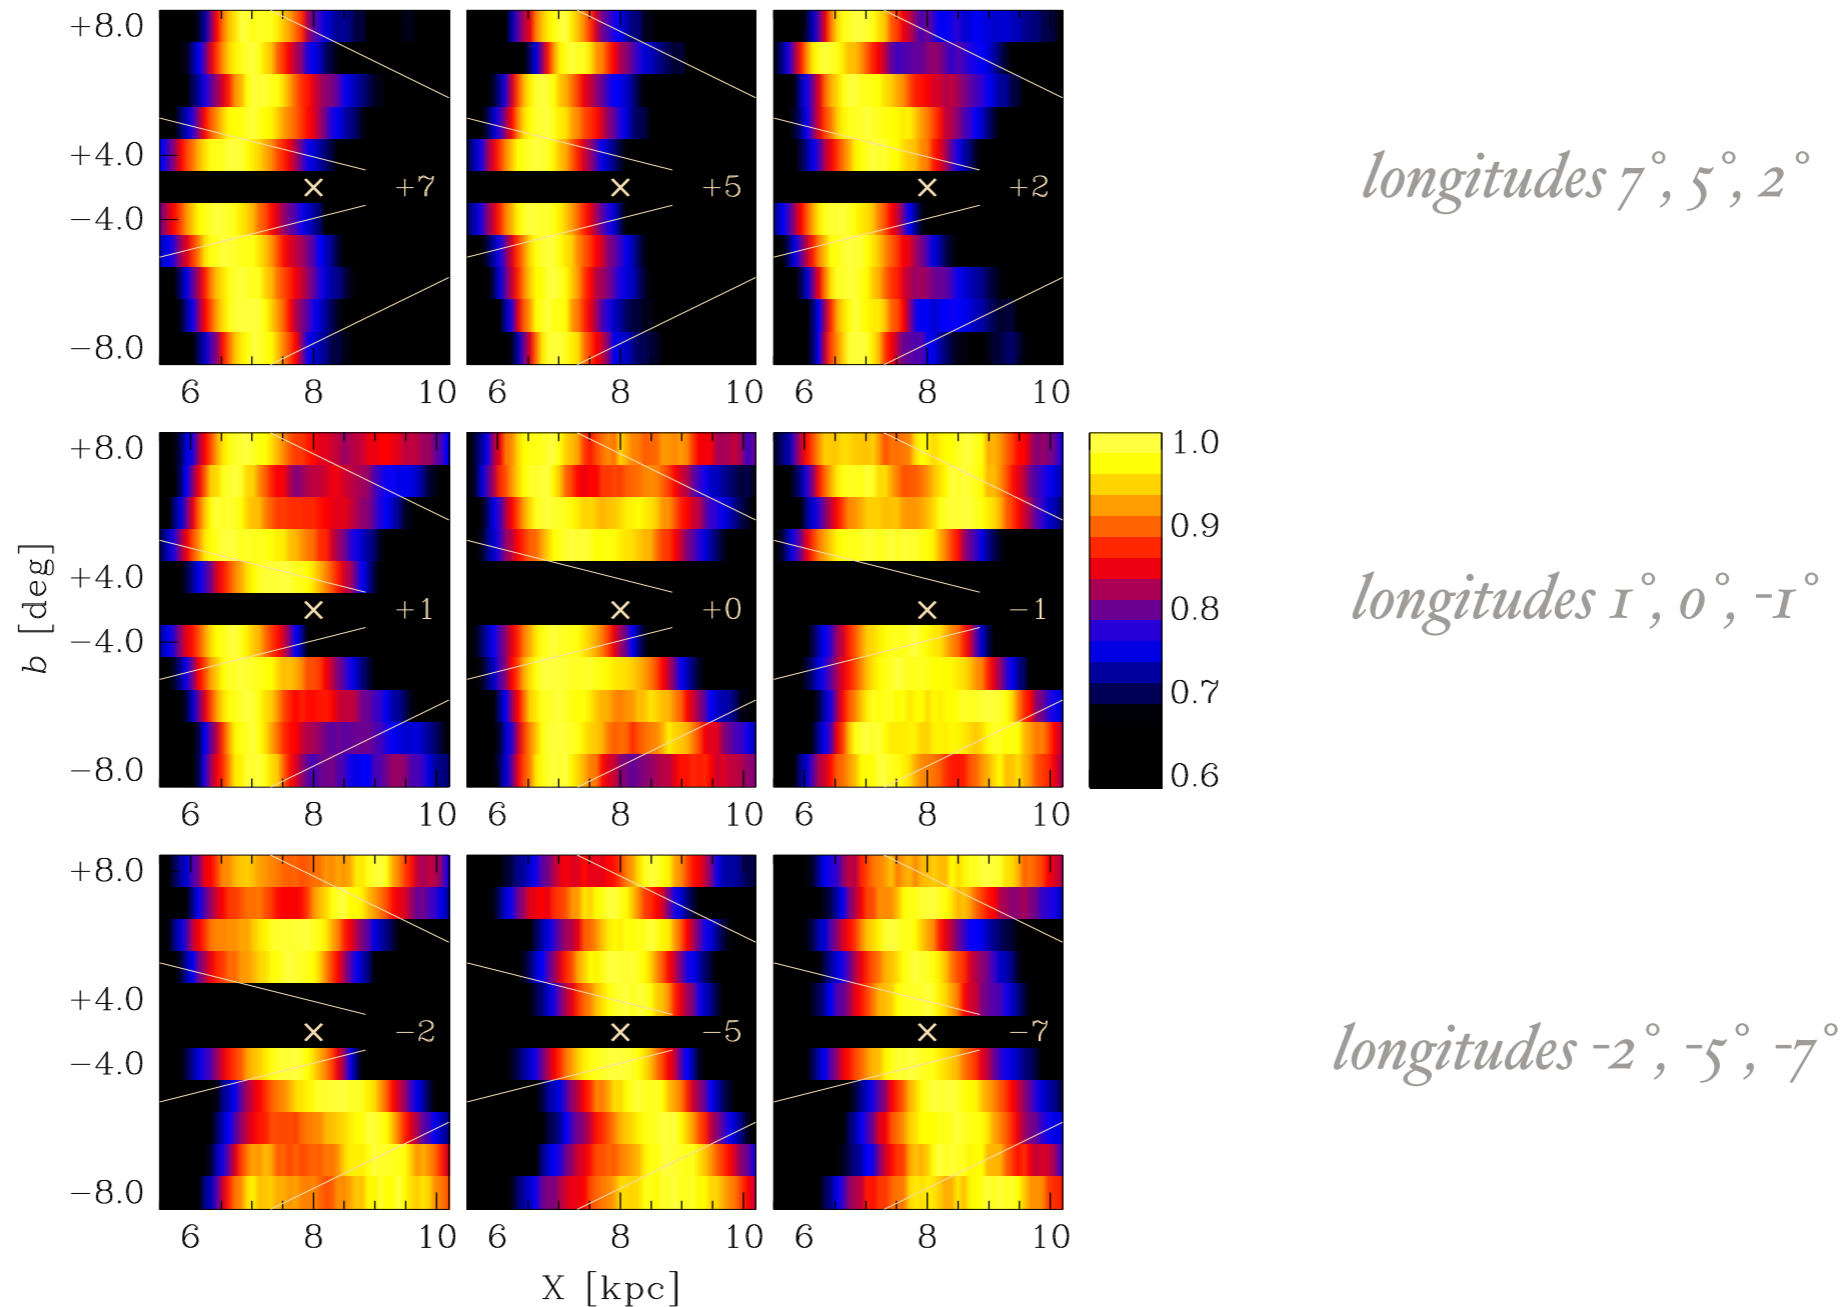 +8.0
+4.0
−4.0
−8.0
+7
+5
+2
6 8 10
6 8 10
6 8 10
longitudes 7°, 5°, 2°
+8.0
+4.0
−4.0
−8.0
+1
+0
−1
6 8 10
6 8 10
6 8 10
1.0
0.9
0.8
0.7
0.6
b [deg]
longitudes 1°, 0°, -1°
+8.0
+4.0
−4.0
−8.0
−2
−5
−7
6 8 10
6 8 10
6 8 10
X [kpc]
longitudes -2°, -5°, -7°